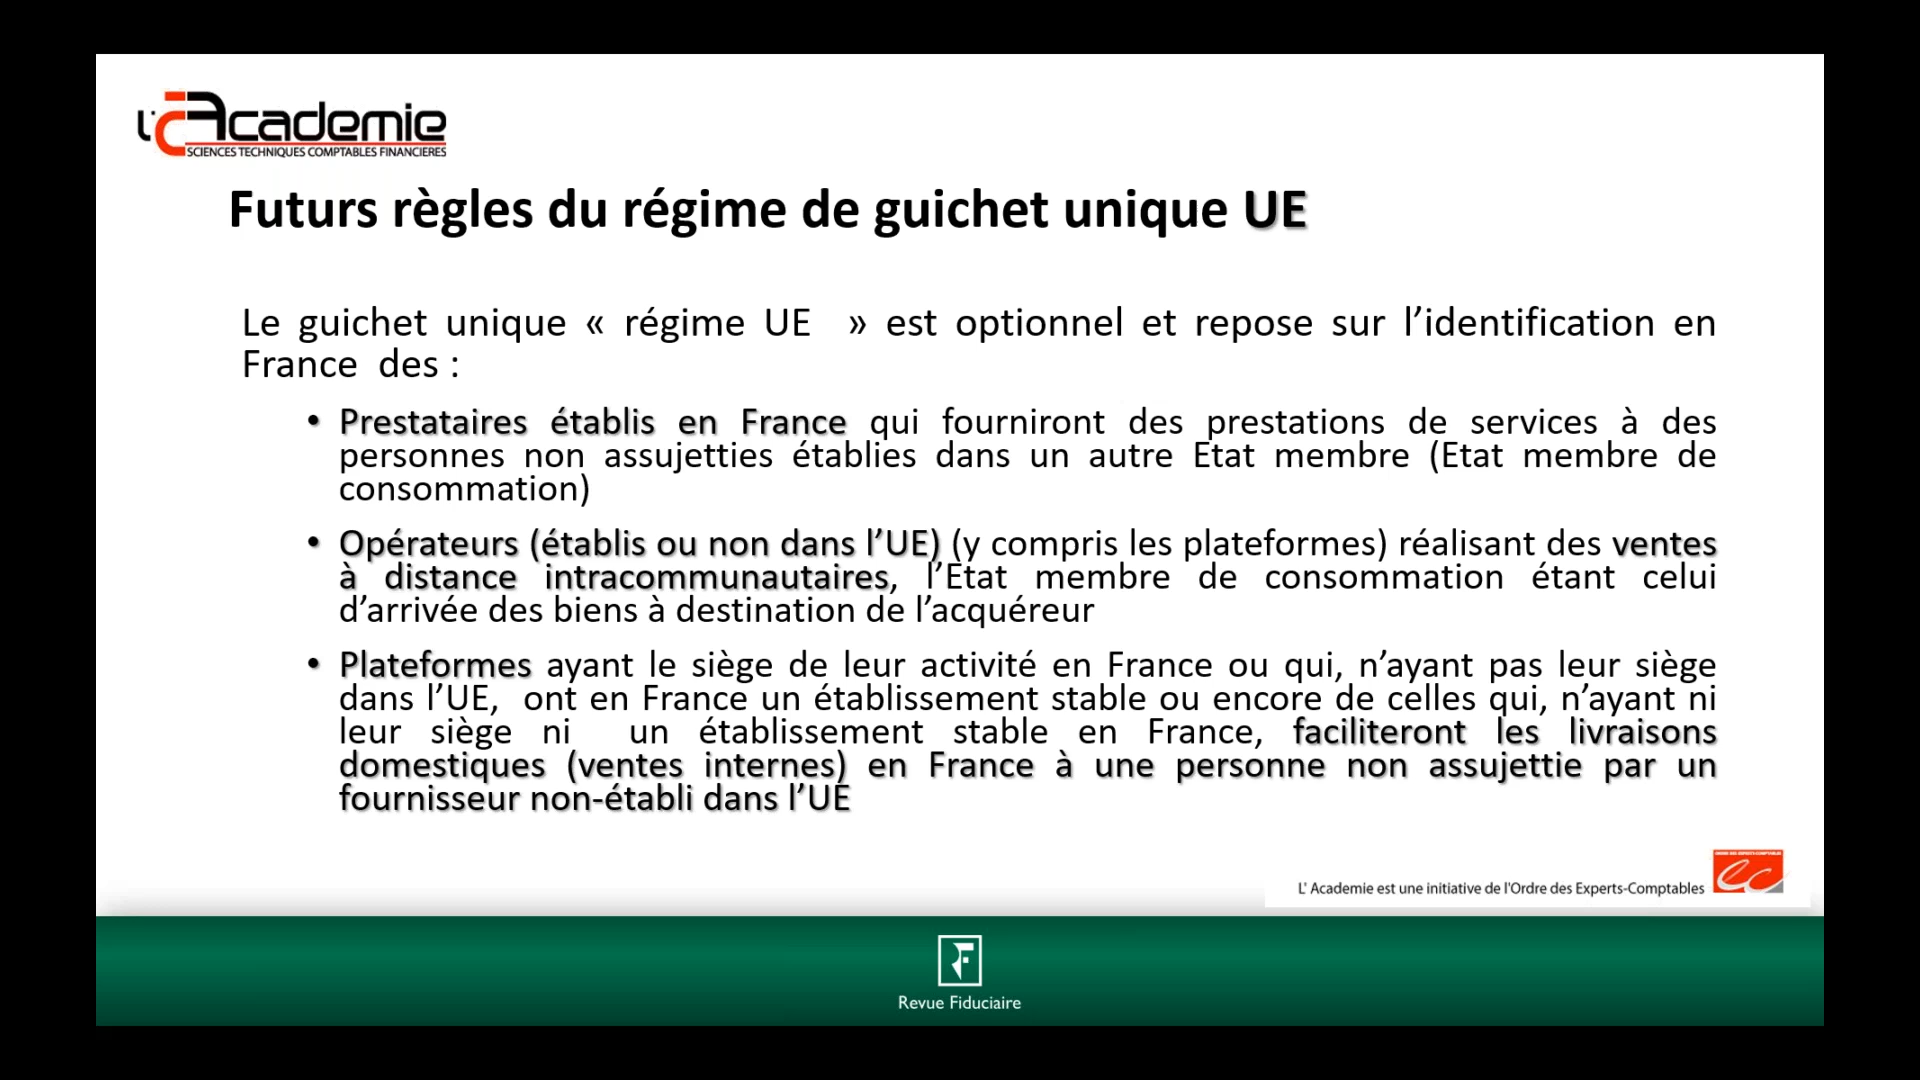 L'Academie
SCIENCES TECHNIQUES COMPTABLES FINANCIERES
Futurs règles du régime de guichet unique UE
Le guichet unique « régime UE » est optionnel et repose sur l’identification en
France des :
• Prestataires établis en France qui fourniront des prestations de services à des
personnes non assujetties établies dans un autre Etat membre (Etat membre de
consommation)
• Opérateurs (établis ou non dans l’UE) (y compris les plateformes) réalisant des ventes
à distance intracommunautaires, l’Etat membre de consommation étant celui
d’arrivée des biens à destination de l’acquéreur
• Plateformes ayant le siège de leur activité en France ou qui, n’ayant pas leur siège
dans l’UE, ont en France un établissement stable ou encore de celles qui, n’ayant ni
leur siège ni un établissement stable en France, faciliteront les livraisons
domestiques (ventes internes) en France à une personne non assujettie par un
fournisseur non-établi dans l’UE
ORDRE DES EXPERTS-COMPTABLES
ec
L' Academie est une initiative de l'Ordre des Experts-Comptables
F
Revue Fiduciaire